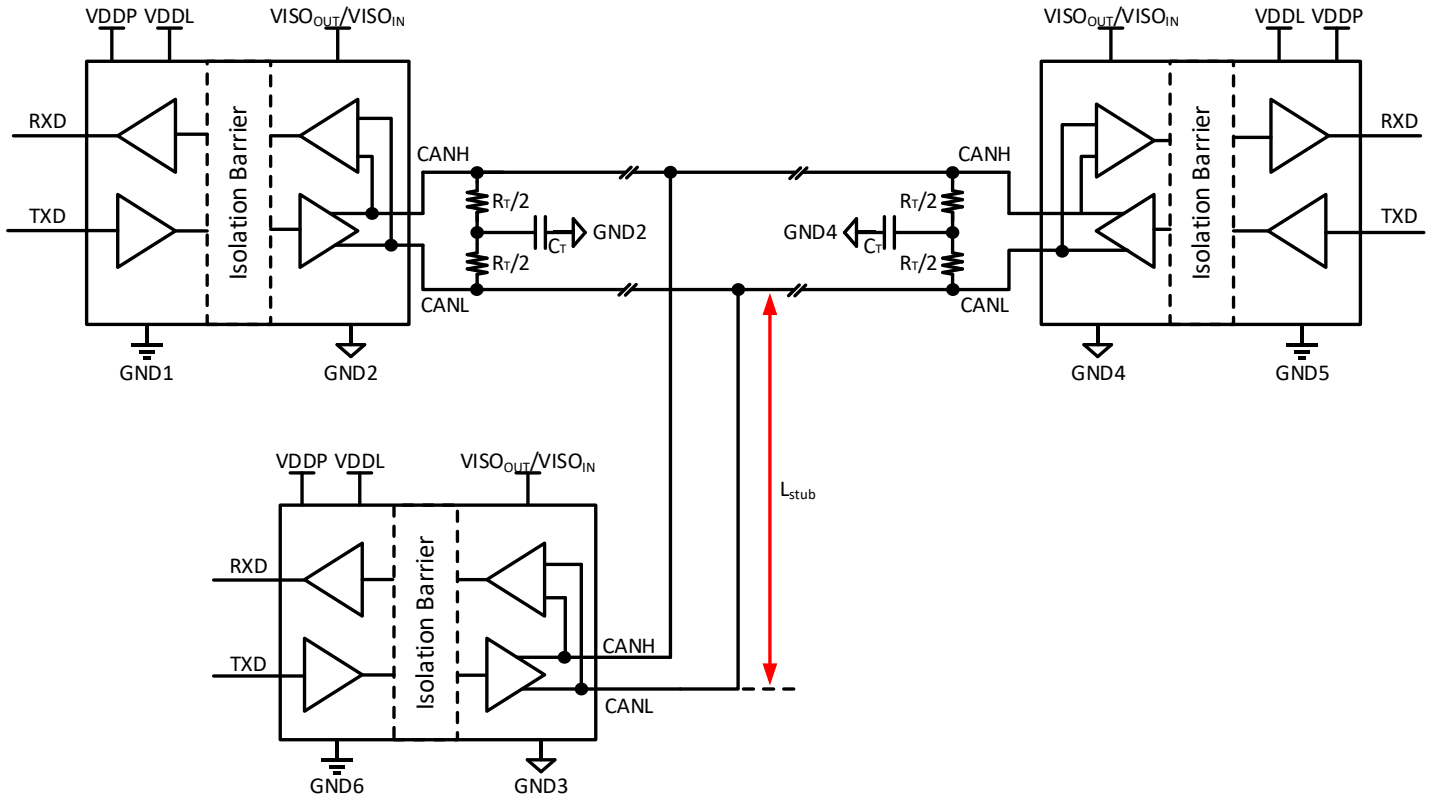 VDDP VDDL VISOOUT/VISOIN
VISOOUT/VISOIN VDDL VDDP
RXD
TXD
Isolation Barrier
CANH
CANL
RT/2
CT
GND2
RT/2
GND1
GND2
CANH
CANL
RT/2
CT
GND4
RT/2
Isolation Barrier
RXD
TXD
GND4
GND5
VDDP VDDL VISOOUT/VISOIN
RXD
TXD
Isolation Barrier
CANH
CANL
Lstub
GND6
GND3